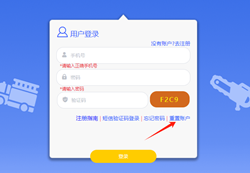 用户登录
没有账户?去注册
手机号
*请输入正确手机号
密码
*请输入密码
验证码
F2C9
注册指南 | 短信验证码登录 | 忘记密码 | 重置账户
登录